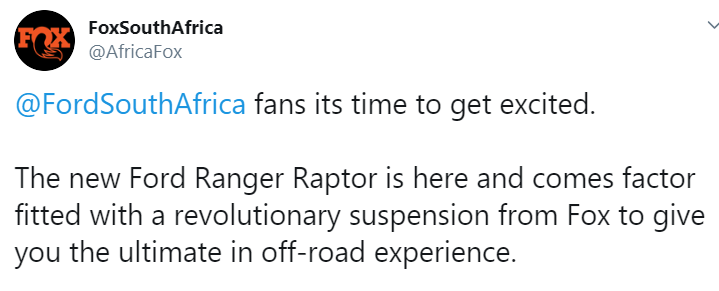 FOX
FoxSouthAfrica
@AfricaFox
@FordSouthAfrica fans its time to get excited.
The new Ford Ranger Raptor is here and comes factor
fitted with a revolutionary suspension from Fox to give
you the ultimate in off-road experience.